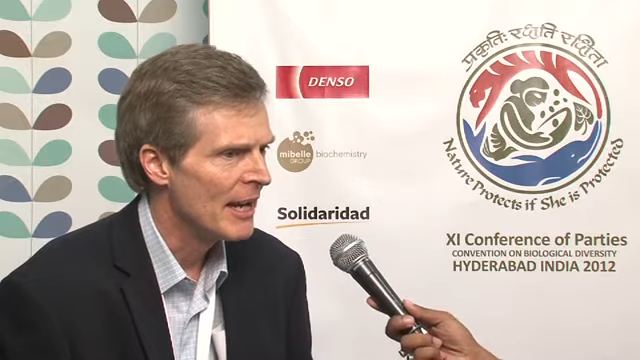 DENSO
mibelle
GROUP
biochemistry
Solidaridad
प्रकृतिः रक्षति रक्षिता
Nature Protects if She is Protected
XI Conference of Parties
CONVENTION ON BIOLOGICAL DIVERSITY
HYDERABAD INDIA 2012